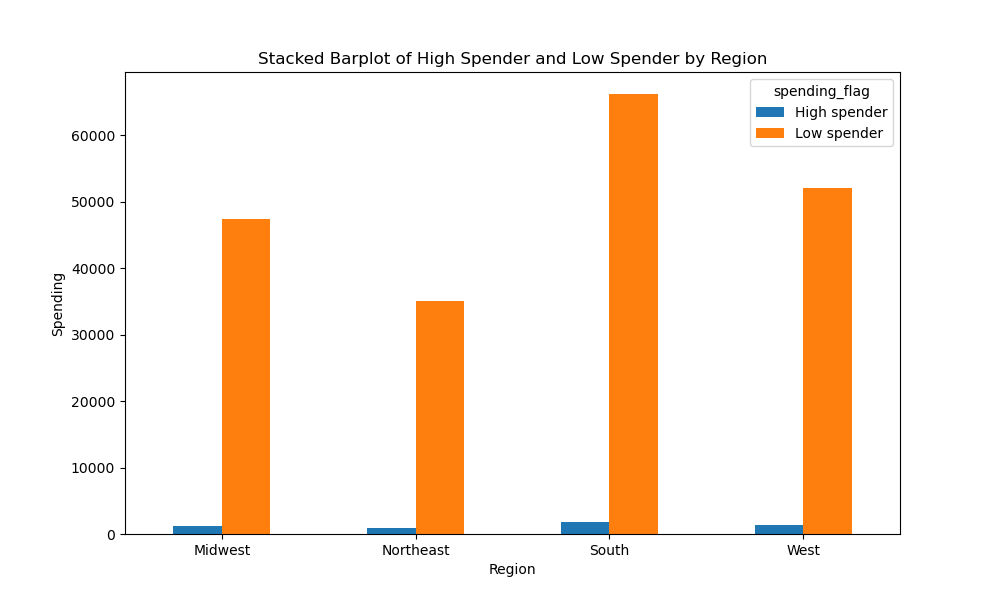 Stacked Barplot of High Spender and Low Spender by Region
spending_flag
High spender
Low spender
60000
50000
40000
30000
20000
10000
0
Spending
Midwest Northeast South West
Region